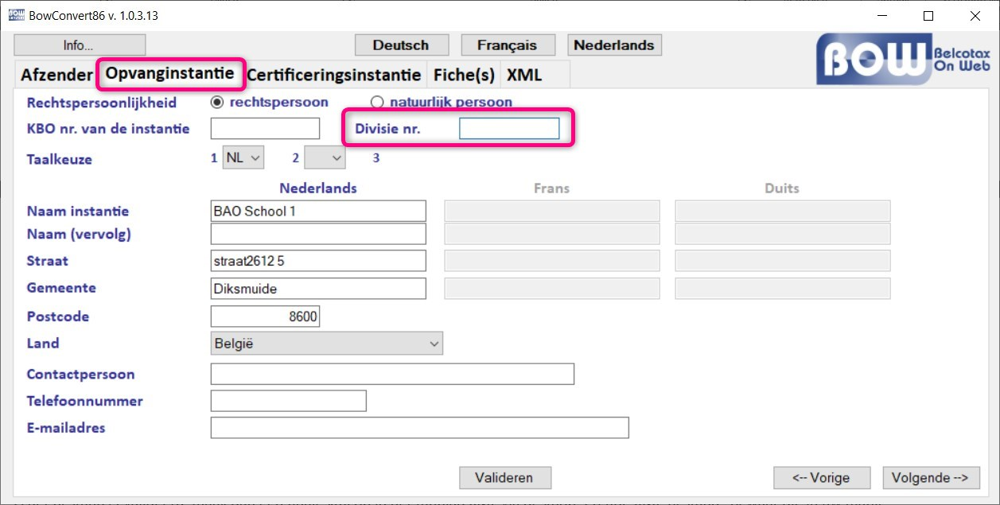 BOW BowConvert86 v. 1.0.3.13
Info... Deutsch Français Nederlands
BOW Belcotax On Web
Afzender Opvanginstantie Certificeringsinstantie Fiche(s) XML
Rechtspersoonlijkheid rechtspersoon natuurlijk persoon
KBO nr. van de instantie Divisie nr.
Taalkeuze 1 NL 2 3
Nederlands Frans Duits
Naam instantie BAO School 1
Naam (vervolg)
Straat straat2612 5
Gemeente Diksmuide
Postcode 8600
Land België
Contactpersoon
Telefoonnummer
E-mailadres
Valideren <-- Vorige Volgende -->